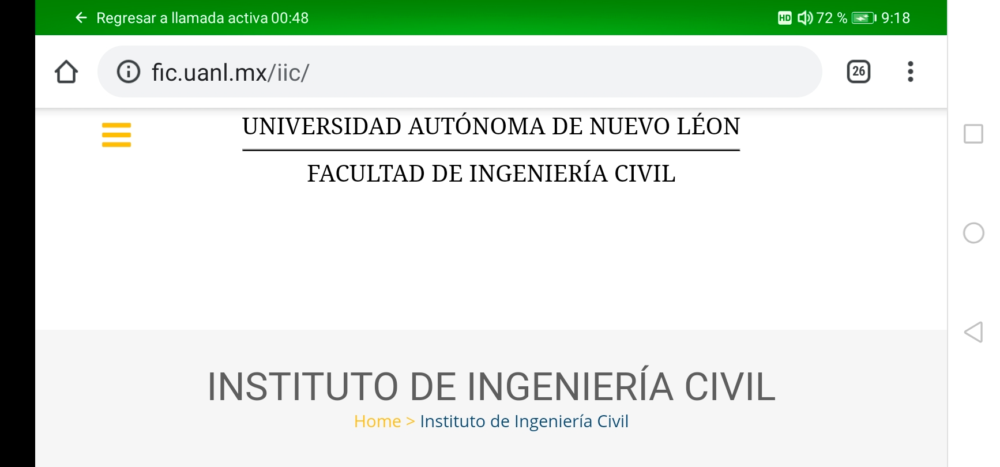 Regresar a llamada activa 00:48
HD 72 % 9:18
fic.uanl.mx/iic/
26
UNIVERSIDAD AUTÓNOMA DE NUEVO LÉON
FACULTAD DE INGENIERÍA CIVIL
INSTITUTO DE INGENIERÍA CIVIL
Home > Instituto de Ingeniería Civil